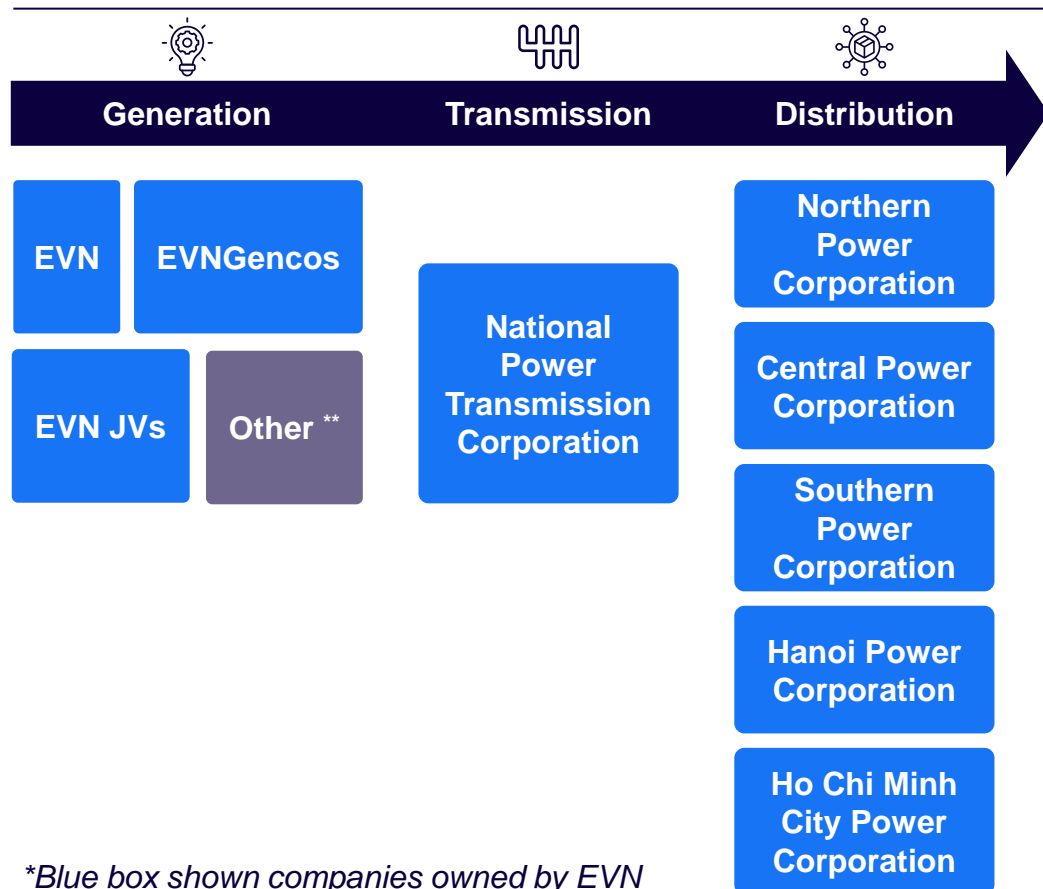 Generation
Transmission
Distribution
EVN
EVNGencos
EVN JVs
Other **
National
Power
Transmission
Corporation
Northern
Power
Corporation
Central Power
Corporation
Southern
Power
Corporation
Hanoi Power
Corporation
Ho Chi Minh
City Power
Corporation
*Blue box shown companies owned by EVN